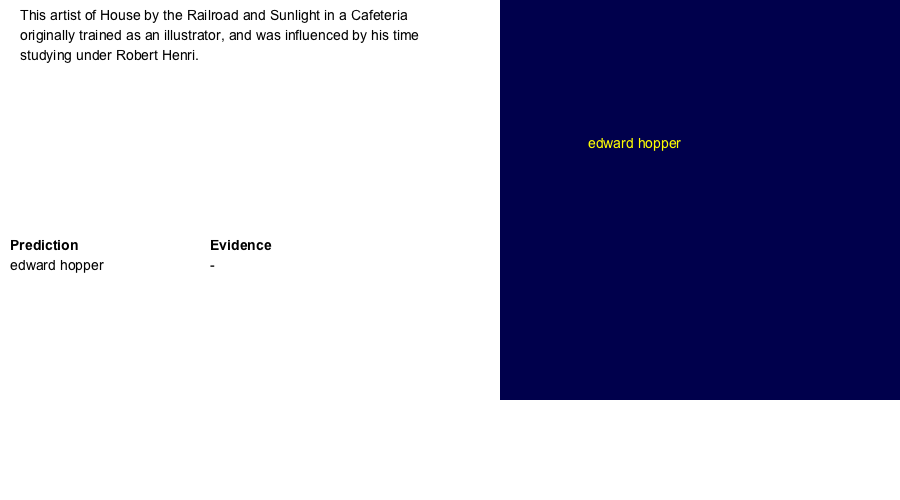 This artist of House by the Railroad and Sunlight in a Cafeteria
originally trained as an illustrator, and was influenced by his time
studying under Robert Henri.
edward hopper
Prediction Evidence
edward hopper -